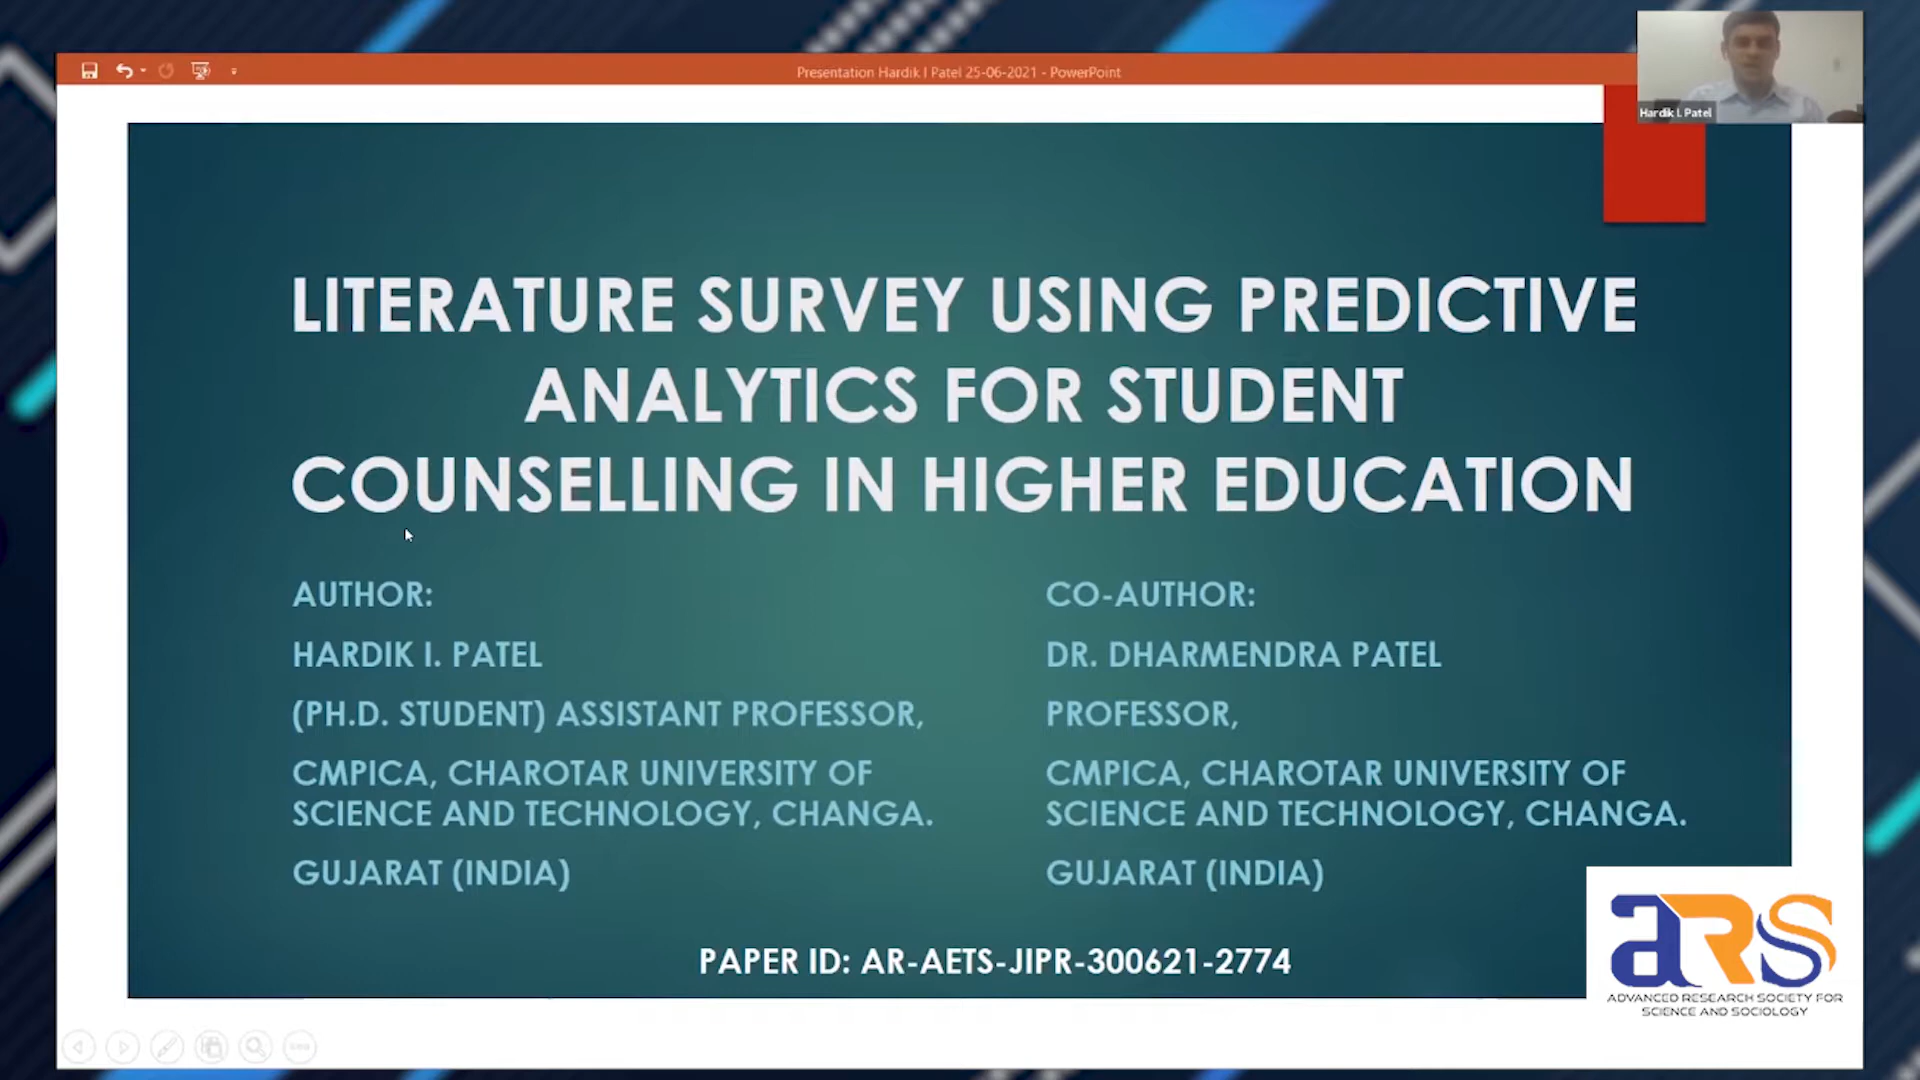 Presentation Hardik I Patel 25-06-2021 - PowerPoint
Hardik I. Patel
LITERATURE SURVEY USING PREDICTIVE
ANALYTICS FOR STUDENT
COUNSELLING IN HIGHER EDUCATION
AUTHOR:
HARDIK I. PATEL
(PH.D. STUDENT) ASSISTANT PROFESSOR,
CMPICA, CHAROTAR UNIVERSITY OF
SCIENCE AND TECHNOLOGY, CHANGA.
GUJARAT (INDIA)
CO-AUTHOR:
DR. DHARMENDRA PATEL
PROFESSOR,
CMPICA, CHAROTAR UNIVERSITY OF
SCIENCE AND TECHNOLOGY, CHANGA.
GUJARAT (INDIA)
PAPER ID: AR-AETS-JIPR-300621-2774
aRS
ADVANCED RESEARCH SOCIETY FOR
SCIENCE AND SOCIOLOGY